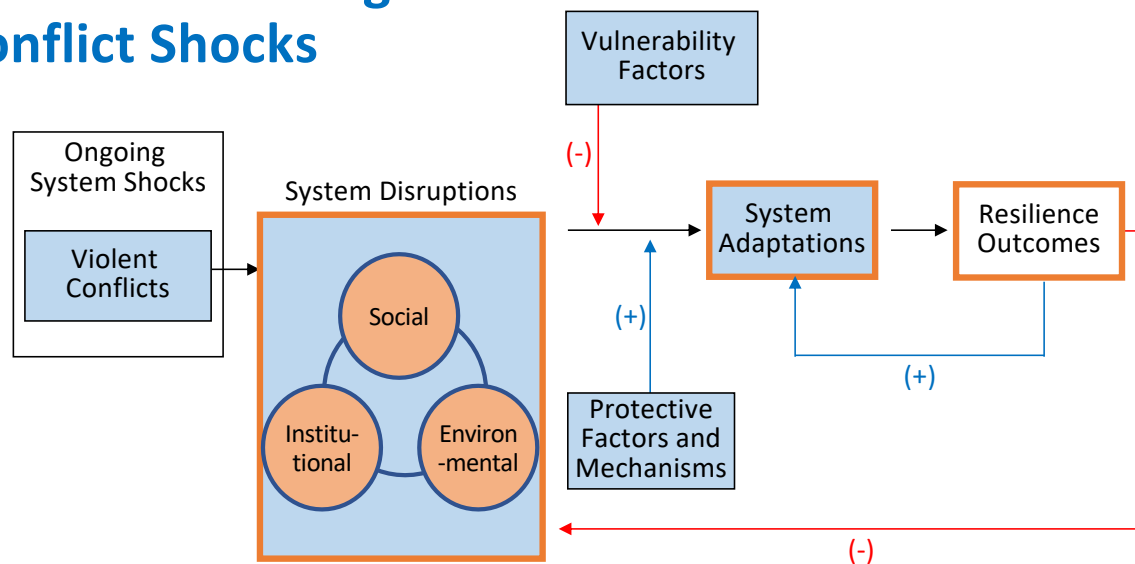 onflict Shocks
Vulnerability
Factors
(-)
Ongoing
System Shocks
Violent
Conflicts
System Disruptions
Social
Institu-
tional
Environ
-mental
System
Adaptations
Resilience
Outcomes
(+)
(+)
Protective
Factors and
Mechanisms
(-)